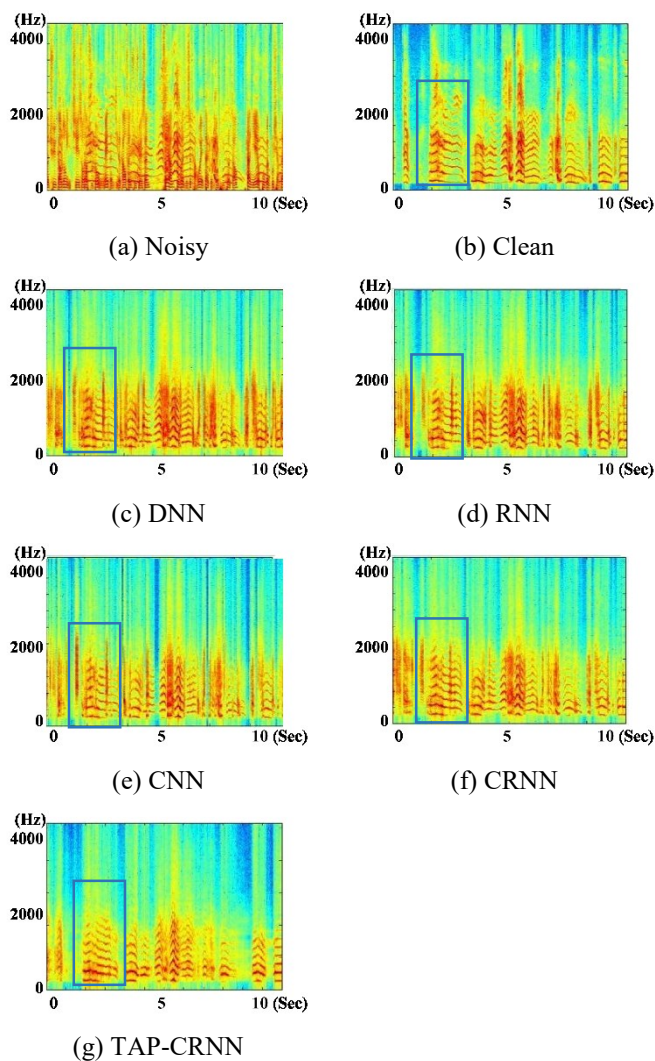 (Hz) (Hz)
4000 4000
2000 2000
0 0
0 5 10 (Sec) 0 5 10 (Sec)
(a) Noisy (b) Clean
(Hz) (Hz)
4000 4000
2000 2000
0 0
0 5 10 (Sec) 0 5 10 (Sec)
(c) DNN (d) RNN
(Hz) (Hz)
4000 4000
2000 2000
0 0
0 5 10 (Sec) 0 5 10 (Sec)
(e) CNN (f) CRNN
(Hz)
4000
2000
0
0 5 10 (Sec)
(g) TAP-CRNN